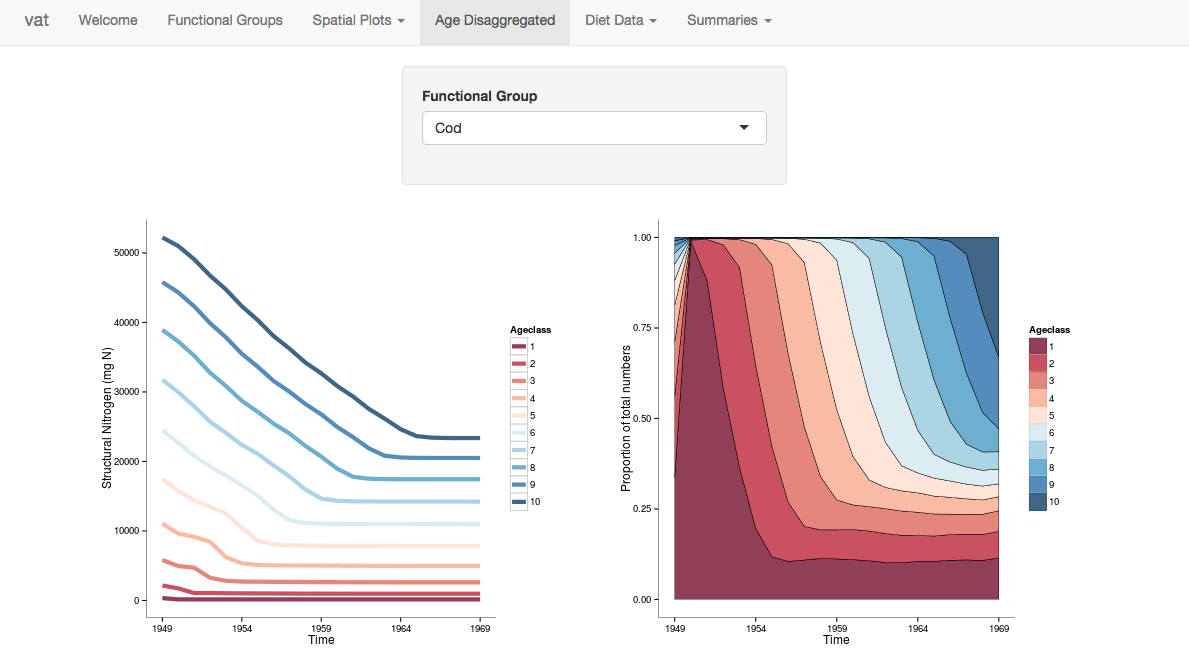 vat Welcome Functional Groups Spatial Plots Age Disaggregated Diet Data Summaries
Functional Group
Cod
Structural Nitrogen (mg N)
50000
40000
30000
20000
10000
0
1949 1954 1959 1964 1969
Time
Ageclass
1
2
3
4
5
6
7
8
9
10
Proportion of total numbers
1.00
0.75
0.50
0.25
0.00
1949 1954 1959 1964 1969
Time
Ageclass
1
2
3
4
5
6
7
8
9
10